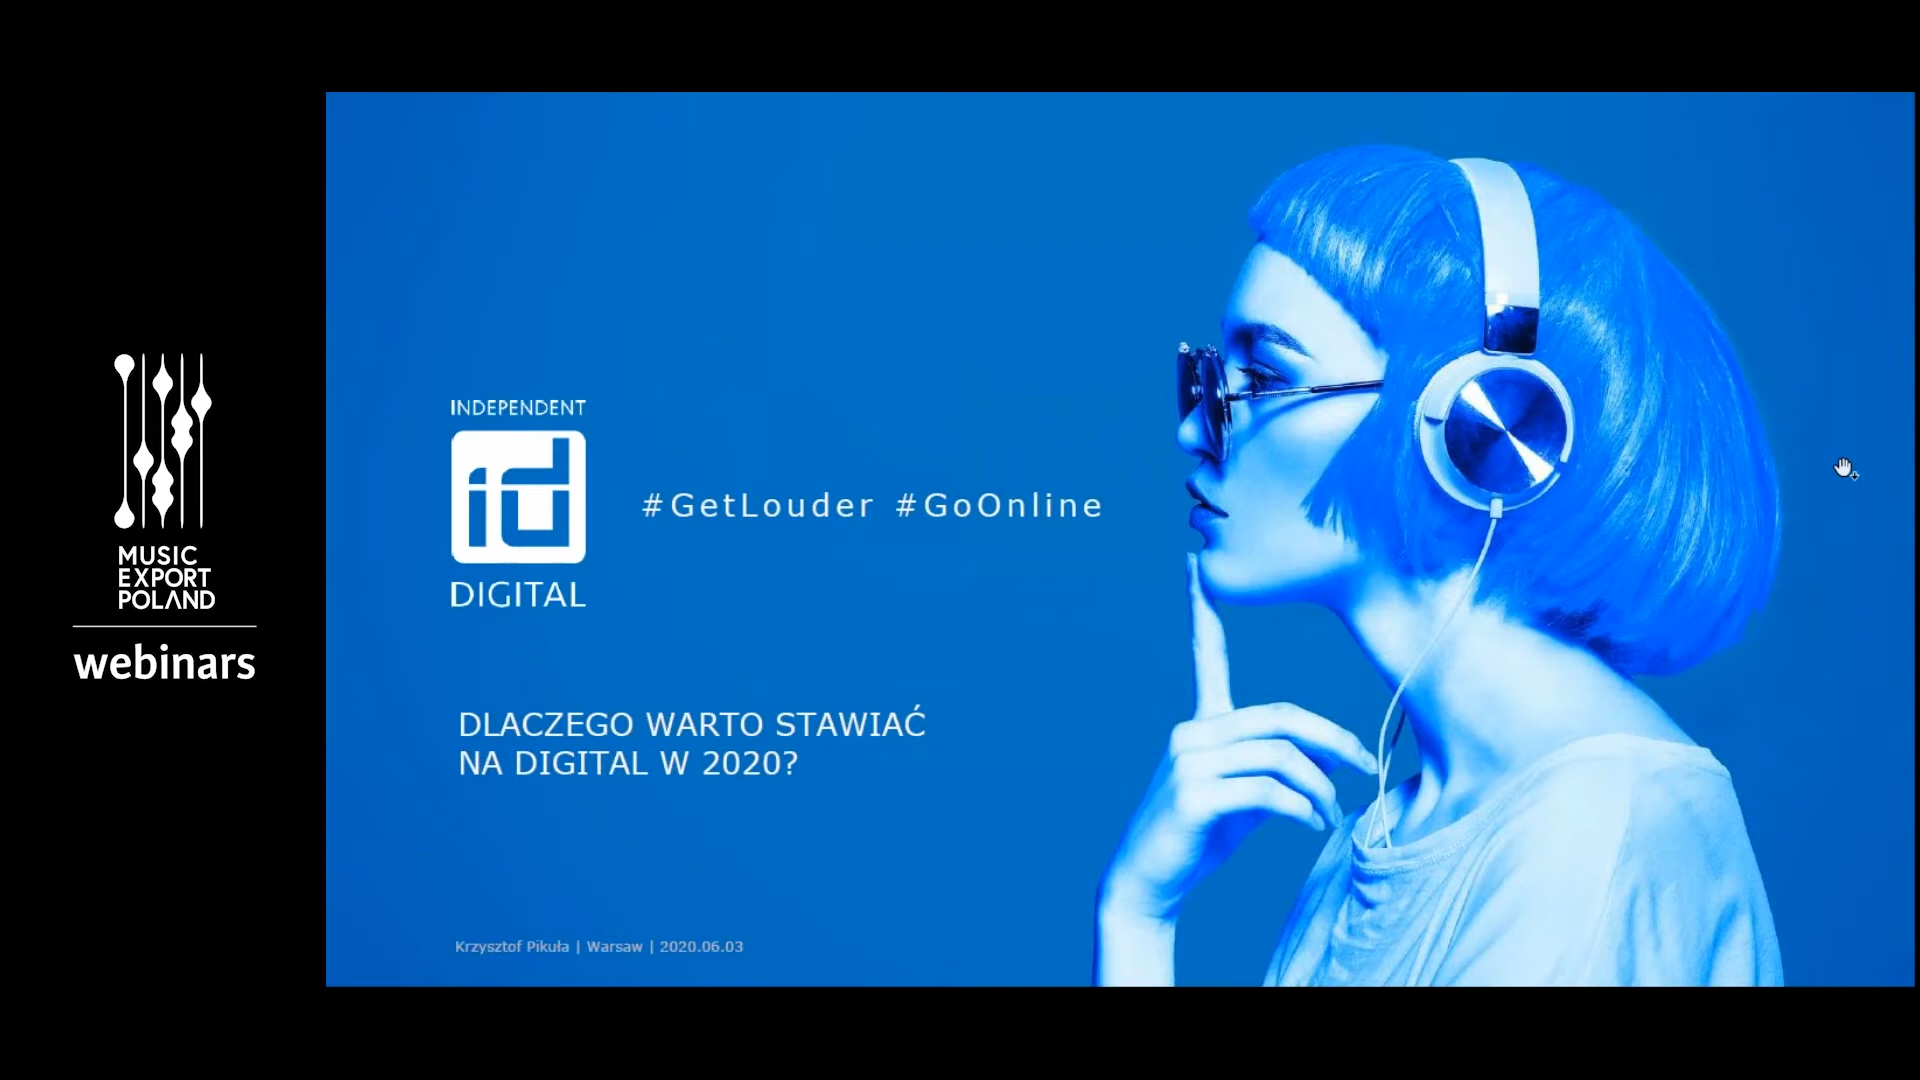 MUSIC
EXPORT
POLAND
webinars
INDEPENDENT
id
DIGITAL
#GetLouder #GoOnline
DLACZEGO WARTO STAWIAĆ
NA DIGITAL W 2020?
Krzysztof Pikuła | Warsaw | 2020.06.03